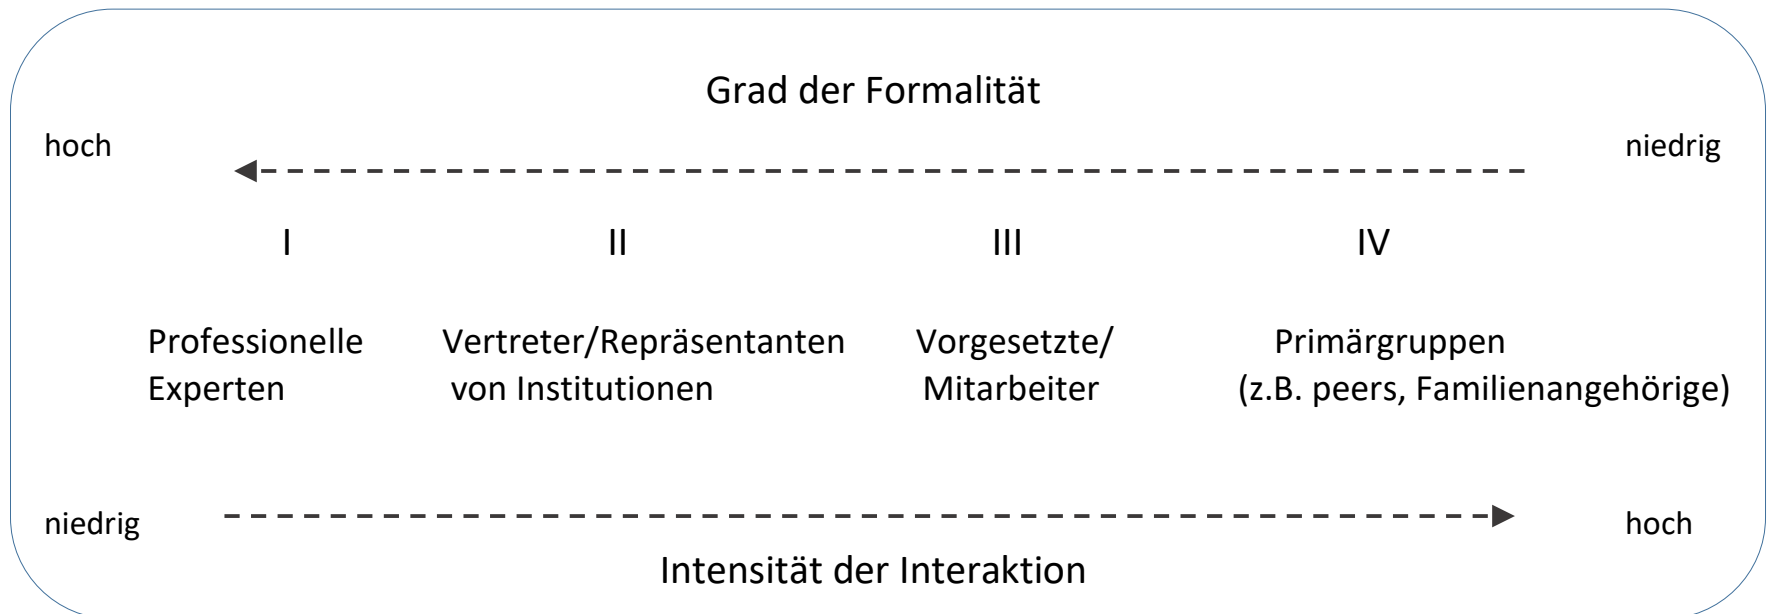 Grad der Formalität
hoch niedrig
I II III IV
Professionelle Vertreter/Repräsentanten Vorgesetzte/ Primärgruppen
Experten von Institutionen Mitarbeiter (z.B. peers, Familienangehörige)
niedrig hoch
Intensität der Interaktion